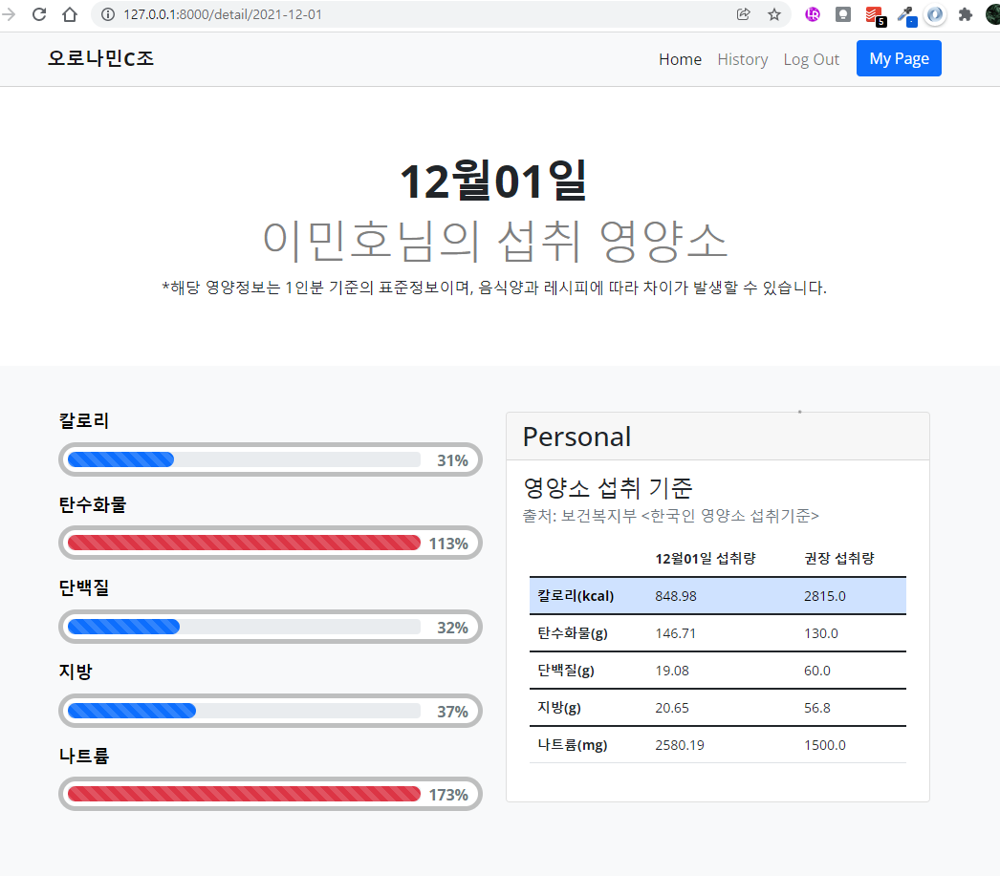 127.0.0.1:8000/detail/2021-12-01
5
오로나민C조
Home History Log Out My Page
12월01일
이민호님의 섭취 영양소
*해당 영양정보는 1인분 기준의 표준정보이며, 음식양과 레시피에 따라 차이가 발생할 수 있습니다.
칼로리
31%
탄수화물
113%
단백질
32%
지방
37%
나트륨
173%
Personal
영양소 섭취 기준
출처: 보건복지부 <한국인 영양소 섭취기준>
12월01일 섭취량 권장 섭취량
칼로리(kcal) 848.98 2815.0
탄수화물(g) 146.71 130.0
단백질(g) 19.08 60.0
지방(g) 20.65 56.8
나트륨(mg) 2580.19 1500.0